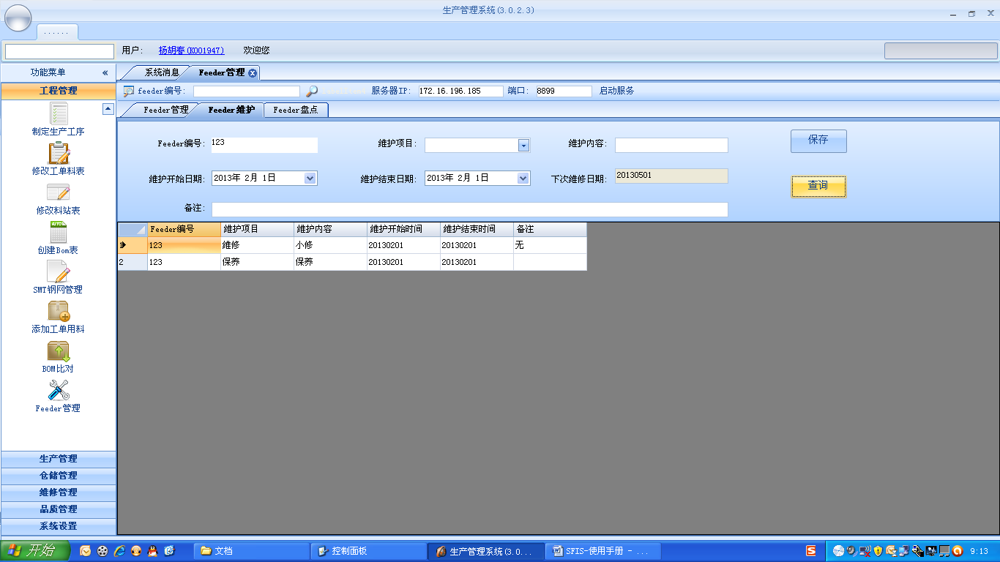 生产管理系统(3.0.2.3)
......
用户: 杨胡春(K001947) 欢迎您
功能菜单 «
系统消息 Feeder管理
工程管理
feeder编号: 服务器IP: 172.16.196.185 端口: 8899 启动服务
Feeder管理 Feeder维护 Feeder盘点
制定生产工序
修改工单料表
修改料站表
创建Bom表
SMT钢网管理
添加工单用料
BOM比对
Feeder管理
生产管理
仓储管理
维修管理
品质管理
系统设置
Feeder编号: 123 维护项目: 维护内容: 保存
维护开始日期: 2013年 2月 1日 维护结束日期: 2013年 2月 1日 下次维修日期: 20130501 查询
备注:
Feeder编号 维护项目 维护内容 维护开始时间 维护结束时间 备注
1 123 维修 小修 20130201 20130201 无
2 123 保养 保养 20130201 20130201
开始 文档 控制面板 生产管理系统(3.0... SFIS-使用手册 - ... 9:13